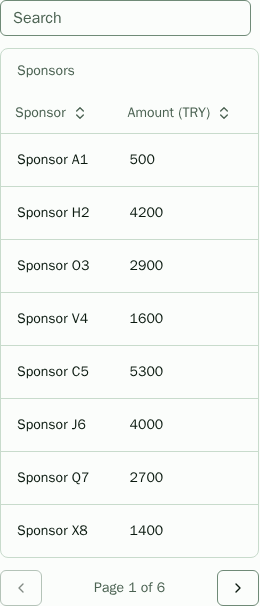 Search
Sponsors
Sponsor Amount (TRY)
Sponsor A1 500
Sponsor H2 4200
Sponsor O3 2900
Sponsor V4 1600
Sponsor C5 5300
Sponsor J6 4000
Sponsor Q7 2700
Sponsor X8 1400
Page 1 of 6